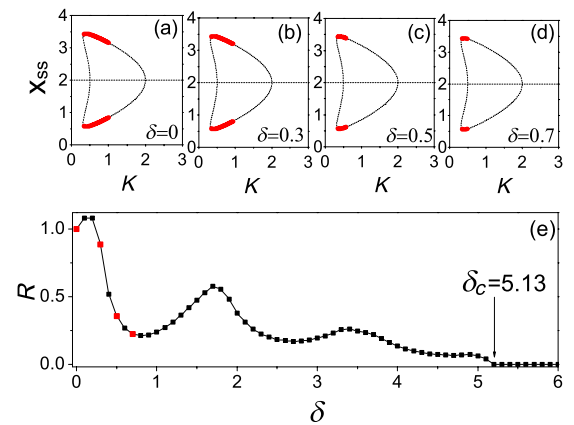 (a) (b) (c) (d)
4 4 4 4
3 3 3 3
2 2 2 2
1 1 1 1
0 0 0 0
X_ss
δ=0 δ=0.3 δ=0.5 δ=0.7
0 1 2 3 0 1 2 3 0 1 2 3 0 1 2 3
K K K K
(e)
1.0
0.5
0.0
R
δ_c=5.13
0 1 2 3 4 5 6
δ